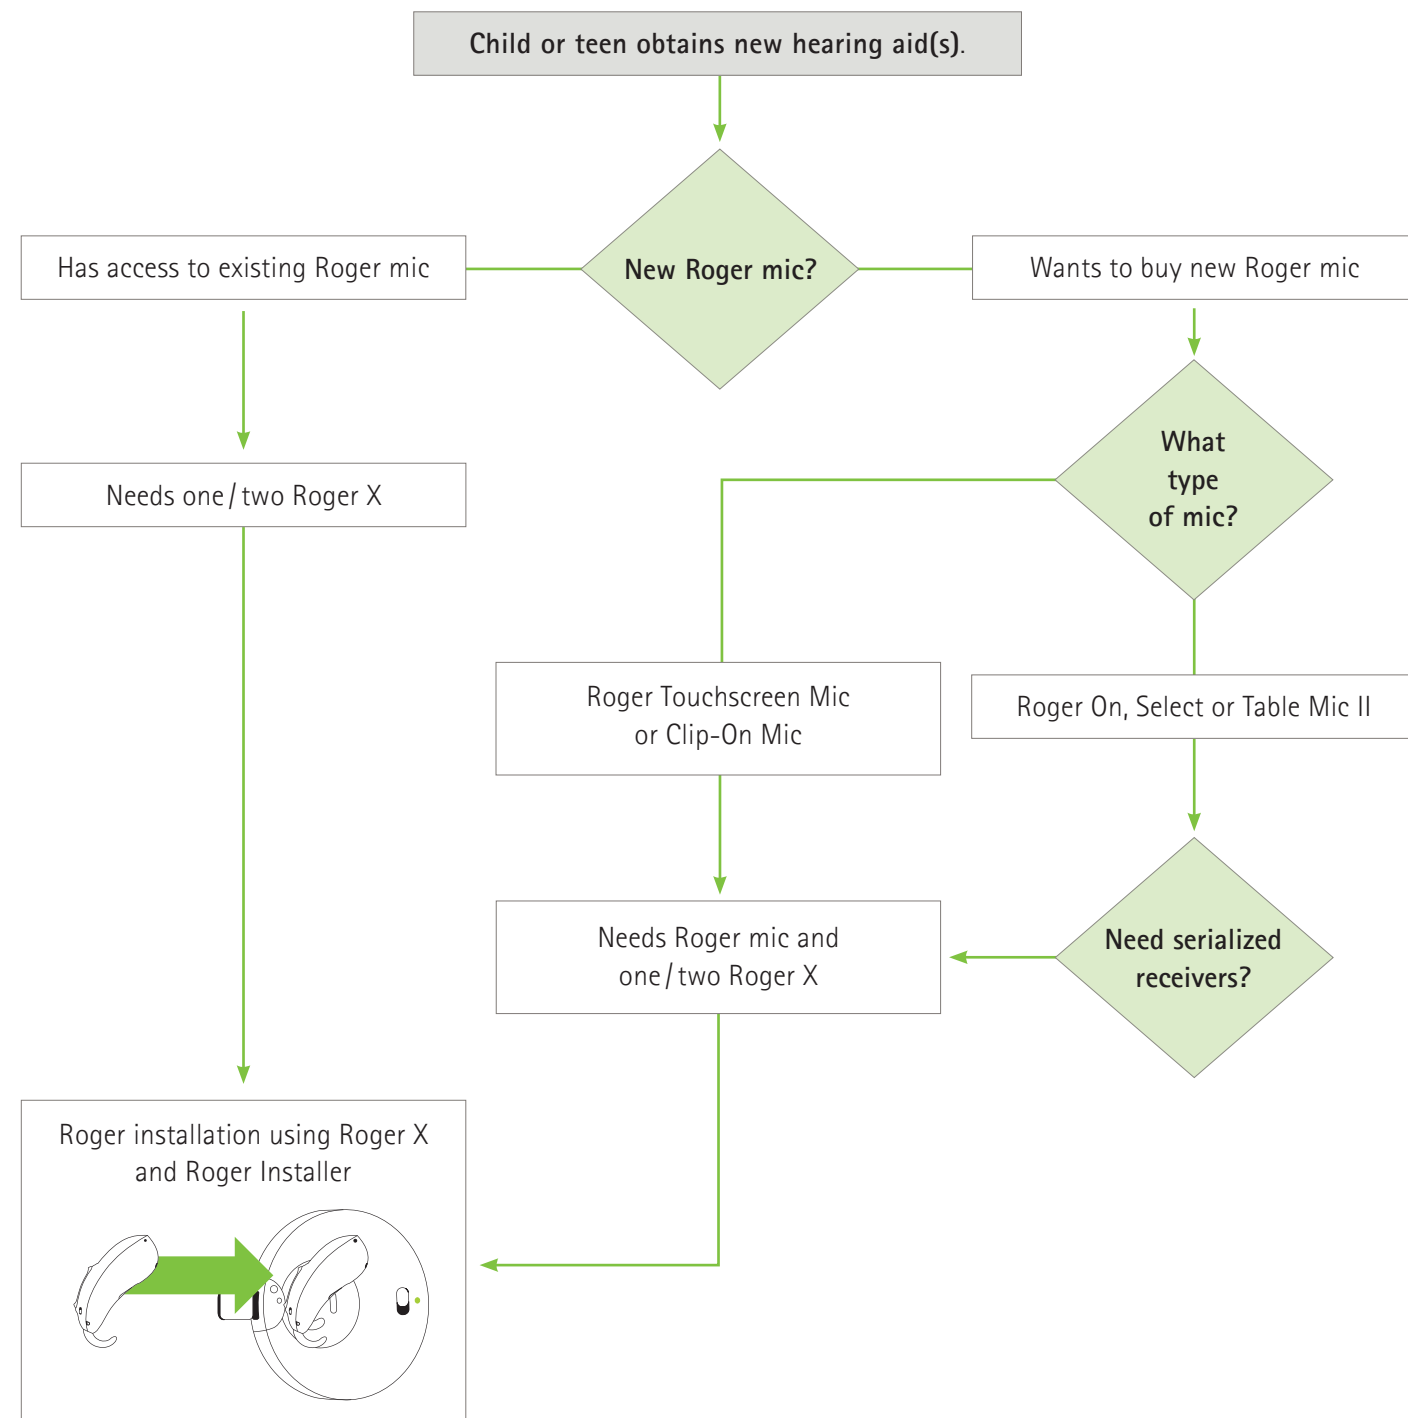 Child or teen obtains new hearing aid(s).
New Roger mic?
Has access to existing Roger mic
Wants to buy new Roger mic
What
type
of mic?
Needs one/two Roger X
Roger Touchscreen Mic
or Clip-On Mic
Roger On, Select or Table Mic II
Needs Roger mic and
one/two Roger X
Need serialized
receivers?
Roger installation using Roger X
and Roger Installer